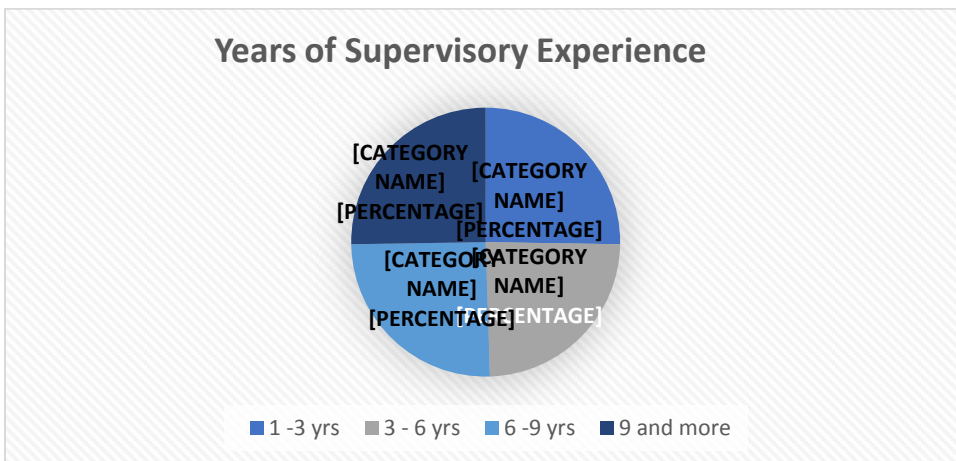 Years of Supervisory Experience
[CATEGORY
NAME]
[PERCENTAGE]
[CATEGORY
NAME]
[PERCENTAGE]
[CATEGORY
NAME]
[PERCENTAGE]
[CATEGORY
NAME]
[PERCENTAGE]
1 -3 yrs 3 - 6 yrs 6 -9 yrs 9 and more